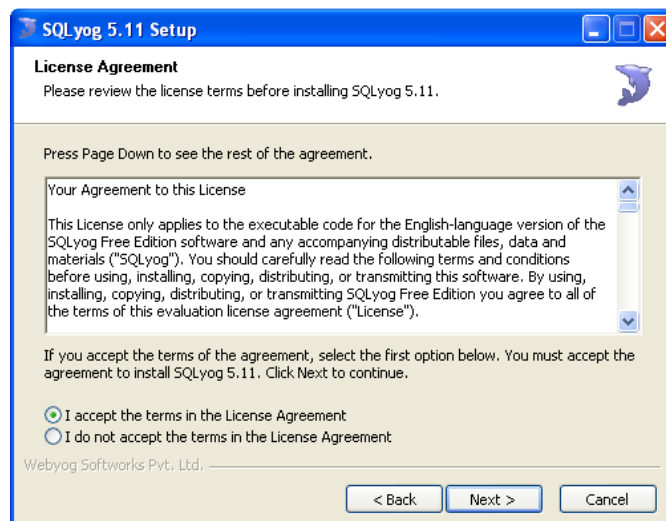 SQLyog 5.11 Setup
License Agreement
Please review the license terms before installing SQLyog 5.11.
Press Page Down to see the rest of the agreement.
Your Agreement to this License
This License only applies to the executable code for the English-language version of the
SQLyog Free Edition software and any accompanying distributable files, data and
materials ("SQLyog"). You should carefully read the following terms and conditions
before using, installing, copying, distributing, or transmitting this software. By using,
installing, copying, distributing, or transmitting SQLyog Free Edition you agree to all of
the terms of this evaluation license agreement ("License").
If you accept the terms of the agreement, select the first option below. You must accept the
agreement to install SQLyog 5.11. Click Next to continue.
I accept the terms in the License Agreement
I do not accept the terms in the License Agreement
Webyog Softworks Pvt. Ltd.
< Back Next > Cancel